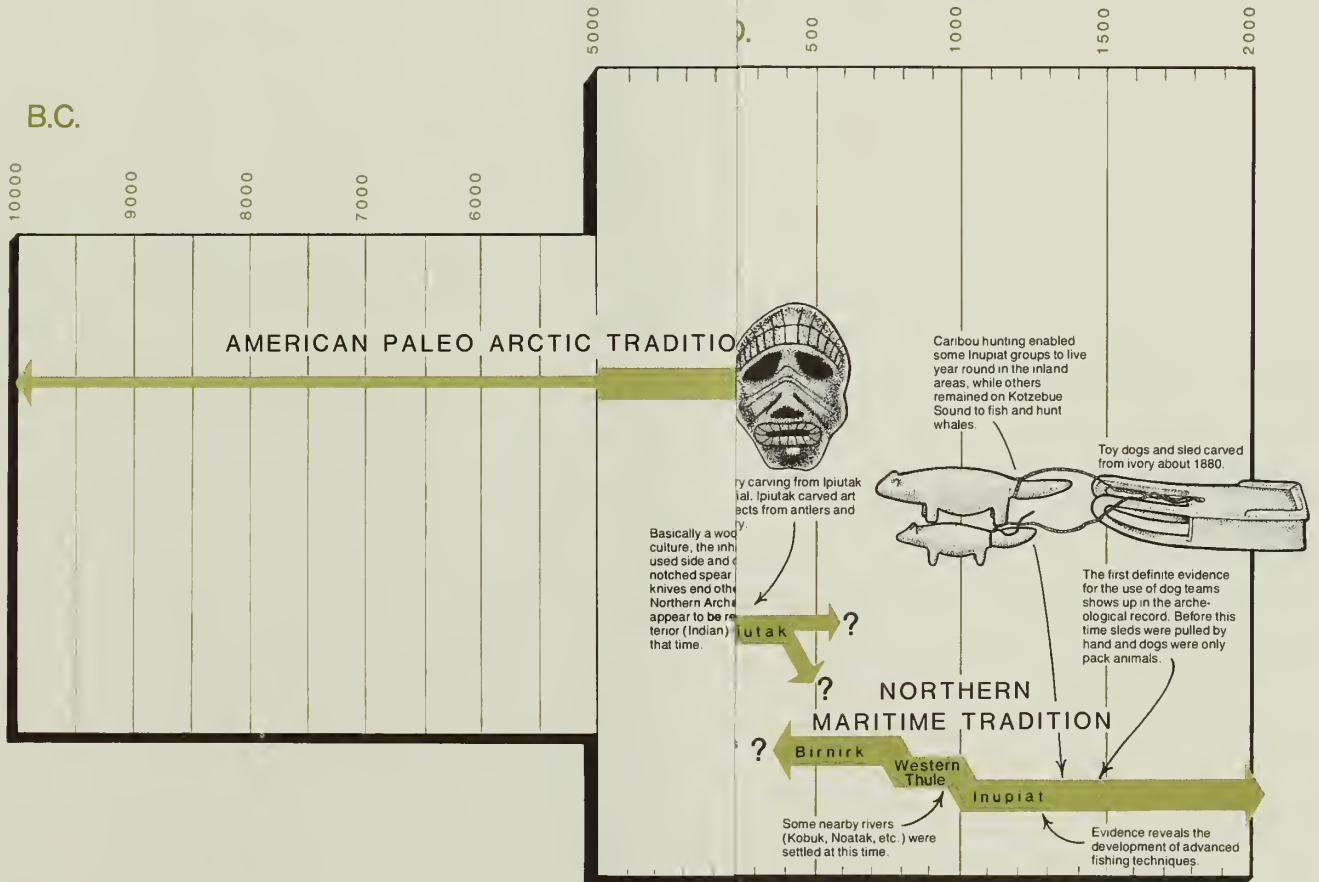 5000
500
1000
1500
2000
B.C.
10000
9000
8000
7000
6000
AMERICAN PALEO ARCTIC TRADITIO
Caribou hunting enabled
some Inupiat groups to live
year round in the inland
areas, while others
remained on Kotzebue
Sound to fish and hunt
whales.
Toy dogs and sled carved
from ivory about 1880.
ry carving from Ipiutak
ial. Ipiutak carved art
ects from antlers and
ry.
Basically a woo
culture, the inh
used side and
notched spear
knives end othe
Northern Arch
appear to be re
terior (Indian)
that time.
iutak
?
?
The first definite evidence
for the use of dog teams
shows up in the arche-
ological record. Before this
time sleds were pulled by
hand and dogs were only
pack animals.
NORTHERN
MARITIME TRADITION
?
Birnirk
Western
Thule
Inupiat
Some nearby rivers
(Kobuk, Noatak, etc.) were
settled at this time.
Evidence reveals the
development of advanced
fishing techniques.